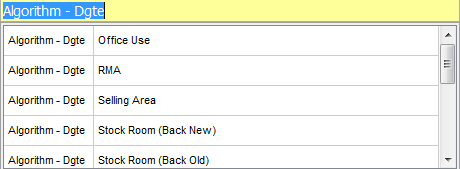 Algorithm - Dgte
Algorithm - Dgte Office Use
Algorithm - Dgte RMA
Algorithm - Dgte Selling Area
Algorithm - Dgte Stock Room (Back New)
Algorithm - Dgte Stock Room (Back Old)